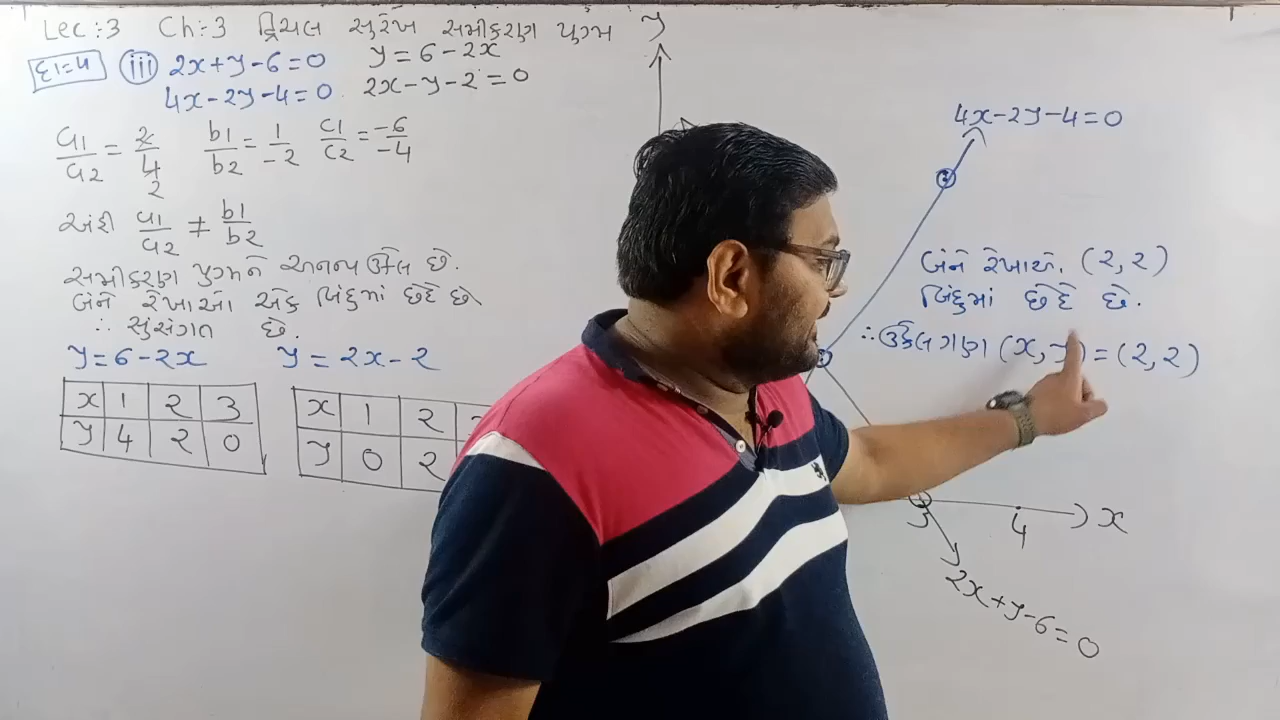 Lec:3 Ch:3 દ્વિચલ સુરેખ સમીકરણ યુગ્મ
દા=4 (iii) 2x+y-6=0 y=6-2x
4x-2y-4=0 2x-y-2=0
a1/a2 = 2/4 b1/b2 = 1/-2 c1/c2 = -6/-4
2
અહીં a1/a2 ≠ b1/b2
સમીકરણ યુગ્મને અનન્ય ઉકેલ છે.
બંને રેખાઓ એક બિંદુમાં છેદે છે
∴ સુસંગત છે.
y=6-2x y=2x-2
x 1 2 3
y 4 2 0
x 1 2
y 0 2
y
4x-2y-4=0
બંને રેખાઓ (2,2)
બિંદુમાં છેદે છે.
∴ ઉકેલ ગણ (x,y)=(2,2)
3 4 x
2x+y-6=0